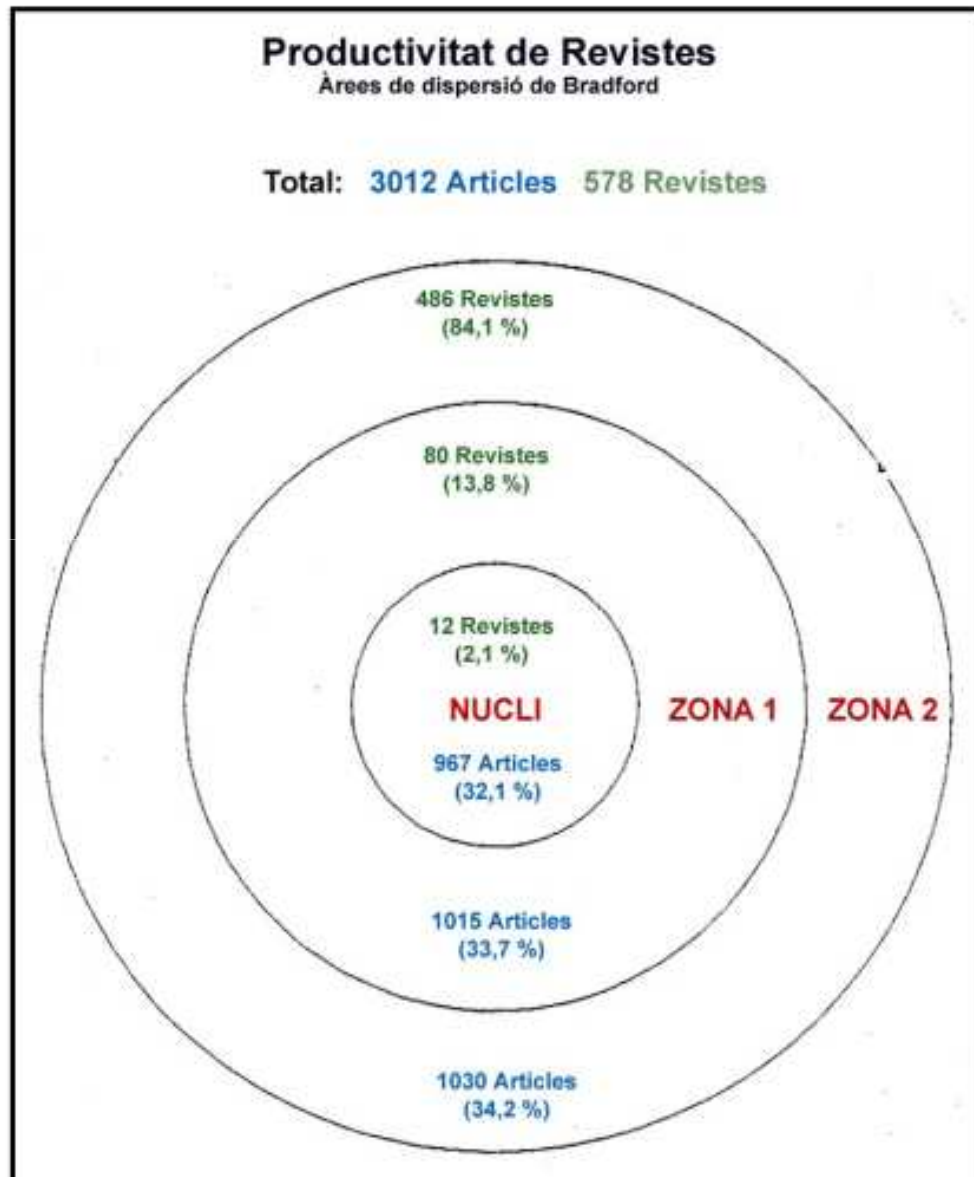 Productivitat de Revistes
Àrees de dispersió de Bradford
Total: 3012 Articles 578 Revistes
486 Revistes
(84,1 %)
80 Revistes
(13,8 %)
12 Revistes
(2,1 %)
NUCLI ZONA 1 ZONA 2
967 Articles
(32,1 %)
1015 Articles
(33,7 %)
1030 Articles
(34,2 %)